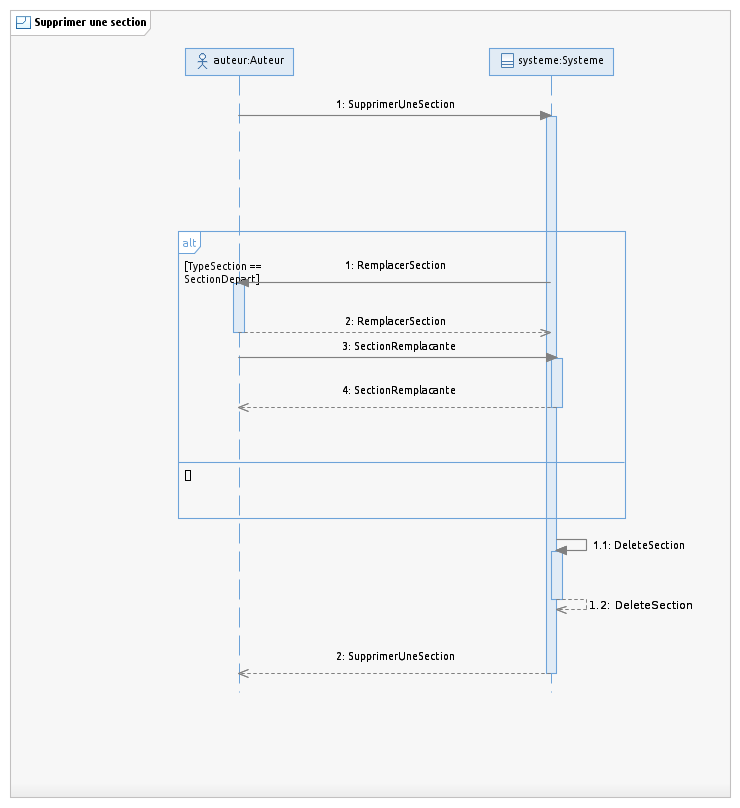 Supprimer une section
auteur:Auteur
systeme:Systeme
1: SupprimerUneSection
alt
[TypeSection ==
SectionDepart]
1: RemplacerSection
2: RemplacerSection
3: SectionRemplacante
4: SectionRemplacante
[]
1.1: DeleteSection
1.2: DeleteSection
2: SupprimerUneSection